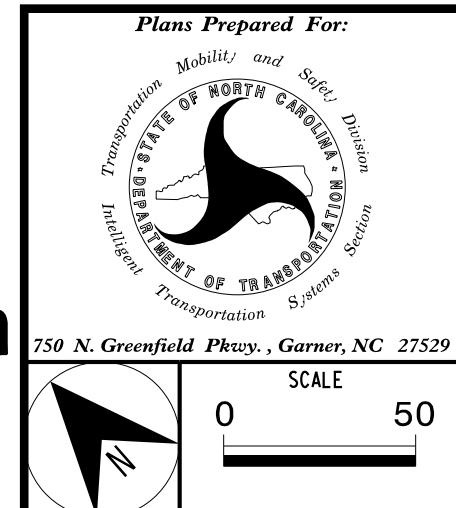 Plans Prepared For:
Transportation Mobility and Safety Division
STATE OF NORTH CAROLINA
DEPARTMENT OF TRANSPORTATION
Intelligent Transportation Systems Section
750 N. Greenfield Pkwy. , Garner, NC 27529
SCALE
0 50
N